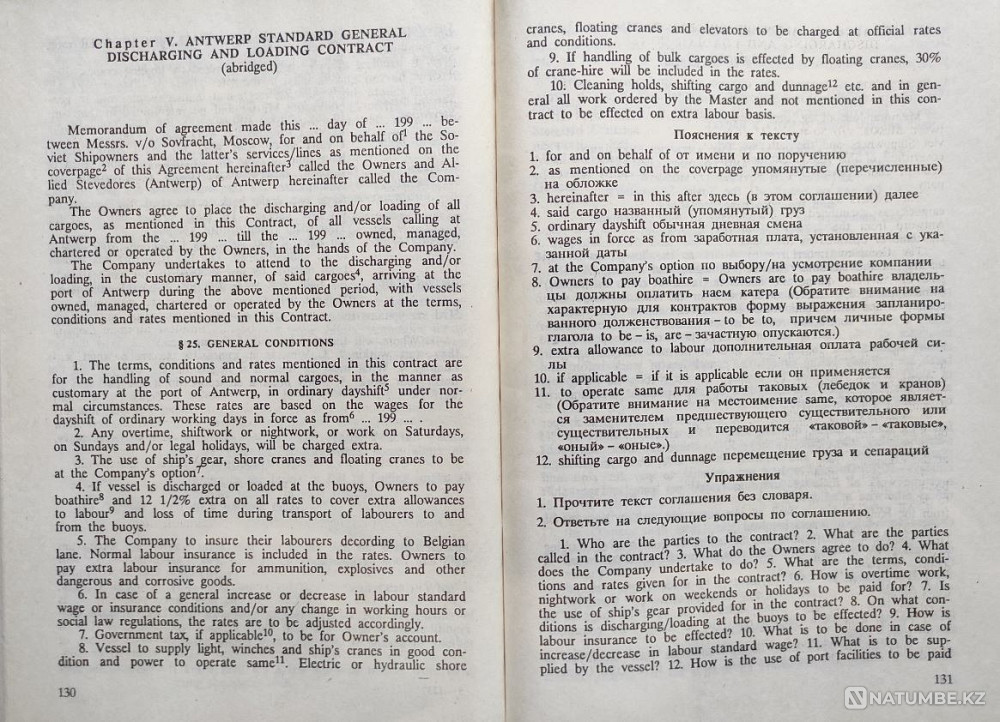 Chapter V. ANTWERP STANDARD GENERAL
DISCHARGING AND LOADING CONTRACT
(abridged)
Memorandum of agreement made this ... day of ... 199 ... be-
tween Messrs. v/o Sovfracht, Moscow, for and on behalf of¹ the So-
viet Shipowners and the latter's services/lines as mentioned on the
coverpage² of this Agreement hereinafter³ called the Owners and Al-
lied Stevedores (Antwerp) of Antwerp hereinafter called the Com-
pany.
The Owners agree to place the discharging and/or loading of all
cargoes, as mentioned in this Contract, of all vessels calling at
Antwerp from the ... 199 ... till the ... 199 ... owned, managed,
chartered or operated by the Owners, in the hands of the Company.
The Company undertakes to attend to the discharging and/or
loading, in the customary manner, of said cargoes⁴, arriving at the
port of Antwerp during the above mentioned period, with vessels
owned, managed, chartered or operated by the Owners at the terms,
conditions and rates mentioned in this Contract.
§ 25. GENERAL CONDITIONS
1. The terms, conditions and rates mentioned in this contract are
for the handling of sound and normal cargoes, in the manner as
customary at the port of Antwerp, in ordinary dayshift⁵ under nor-
mal circumstances. These rates are based on the wages for the
dayshift of ordinary working days in force as from⁶ ... 199 ... .
2. Any overtime, shiftwork or nightwork, or work on Saturdays,
on Sundays and/or legal holidays, will be charged extra.
3. The use of ship's gear, shore cranes and floating cranes to be
at the Company's option⁷.
4. If vessel is discharged or loaded at the buoys, Owners to pay
boathire⁸ and 12 1/2% extra on all rates to cover extra allowances
to labour⁹ and loss of time during transport of labourers to and
from the buoys.
5. The Company to insure their labourers decording to Belgian
lane. Normal labour insurance is included in the rates. Owners to
pay extra labour insurance for ammunition, explosives and other
dangerous and corrosive goods.
6. In case of a general increase or decrease in labour standard
wage or insurance conditions and/or any change in working hours or
social law regulations, the rates are to be adjusted accordingly.
7. Government tax, if applicable¹⁰, to be for Owner's account.
8. Vessel to supply light, winches and ship's cranes in good con-
dition and power to operate same¹¹. Electric or hydraulic shore
130
cranes, floating cranes and elevators to be charged at official rates
and conditions.
9. If handling of bulk cargoes is effected by floating cranes, 30%
of crane-hire will be included in the rates.
10. Cleaning holds, shifting cargo and dunnage¹² etc. and in gen-
eral all work ordered by the Master and not mentioned in this con-
tract to be effected on extra labour basis.
Пояснения к тексту
1. for and on behalf of от имени и по поручению
2. as mentioned on the coverpage упомянутые (перечисленные)
на обложке
3. hereinafter = in this after здесь (в этом соглашении) далее
4. said cargo названный (упомянутый) груз
5. ordinary dayshift обычная дневная смена
6. wages in force as from заработная плата, установленная с ука-
занной даты
7. at the Company's option по выбору/на усмотрение компании
8. Owners to pay boathire = Owners are to pay boathire владель-
цы должны оплатить наем катера (Обратите внимание на
характерную для контрактов форму выражения запланиро-
ванного долженствования – to be to, причем личные формы
глагола to be – is, are – зачастную опускаются.)
9. extra allowance to labour дополнительная оплата рабочей си-
лы
10. if applicable = if it is applicable если он применяется
11. to operate same для работы таковых (лебедок и кранов)
(Обратите внимание на местоимение same, которое являет-
ся заменителем предшествующего существительного или
существительных и переводится «таковой» – «таковые»,
«оный» – «оные».)
12. shifting cargo and dunnage перемещение груза и сепараций
Упражнения
1. Прочтите текст соглашения без словаря.
2. Ответьте на следующие вопросы по соглашению.
1. Who are the parties to the contract? 2. What are the parties
called in the contract? 3. What do the Owners agree to do? 4. What
does the Company undertake to do? 5. What are the terms, condi-
tions and rates given for in the contract? 6. How is overtime work,
nightwork or work on weekends or holidays to be paid for? 7. Is
the use of ship's gear provided for in the contract? 8. On what con-
ditions is discharging/loading at the buoys to be effected? 9. How is
labour insurance to be effected? 10. What is to be done in case of
increase/decrease in labour standard wage? 11. What is to be sup-
plied by the vessel? 12. How is the use of port facilities to be paid
131
NATUMBE.KZ